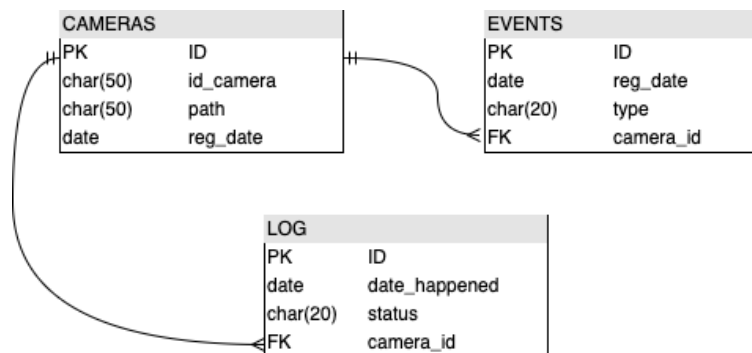 CAMERAS
PK ID
char(50) id_camera
char(50) path
date reg_date
EVENTS
PK ID
date reg_date
char(20) type
FK camera_id
LOG
PK ID
date date_happened
char(20) status
FK camera_id